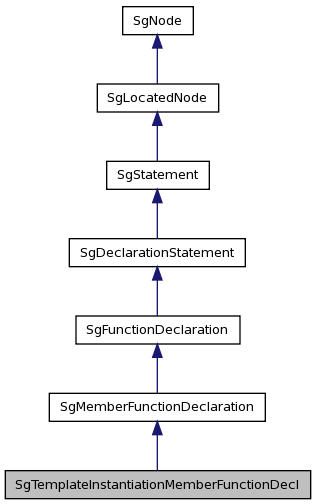 SgNode
SgLocatedNode
SgStatement
SgDeclarationStatement
SgFunctionDeclaration
SgMemberFunctionDeclaration
SgTemplateInstantiationMemberFunctionDecl